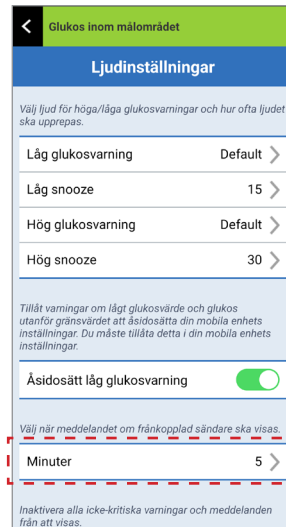 Glukos inom målområdet
Ljudinställningar
Välj ljud för höga/låga glukosvarningar och hur ofta ljudet
ska upprepas.
Låg glukosvarning Default
Låg snooze 15
Hög glukosvarning Default
Hög snooze 30
Tillåt varningar om lågt glukosvärde och glukos
utanför gränsvärdet att åsidosätta din mobila enhets
inställningar. Du måste tillåta detta i din mobila enhets
inställningar.
Åsidosätt låg glukosvarning
Välj när meddelandet om frånkopplad sändare ska visas.
Minuter 5
Inaktivera alla icke-kritiska varningar och meddelanden
från att visas.